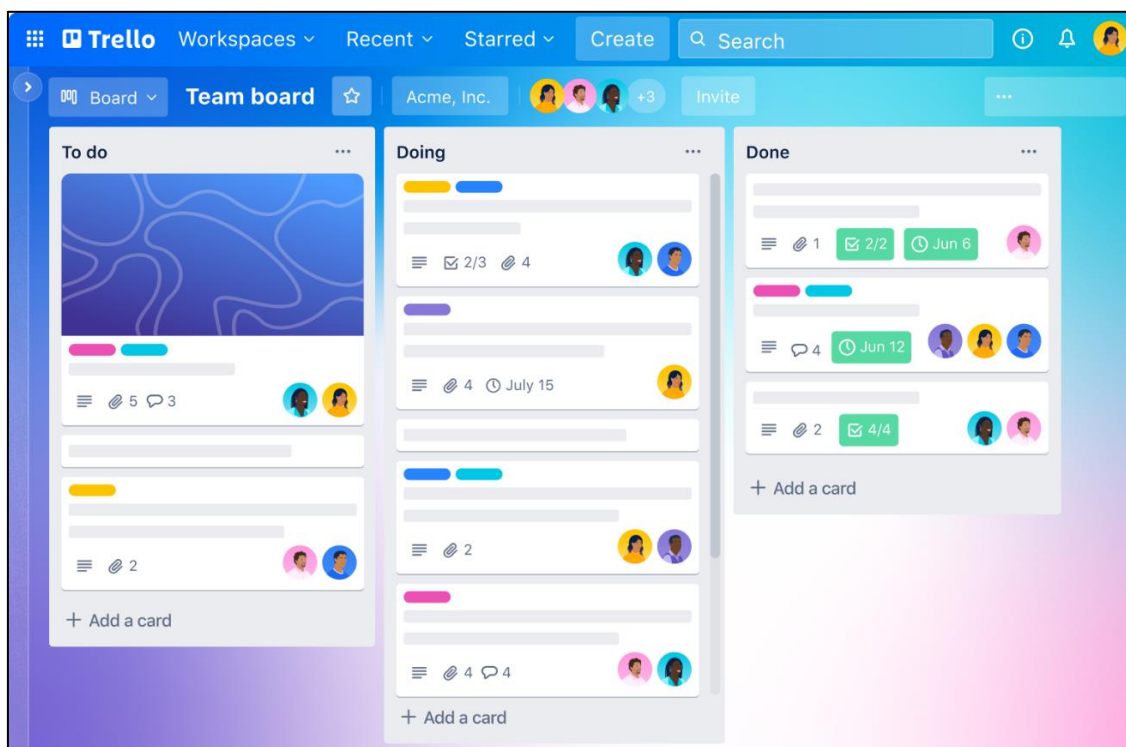 Trello Workspaces Recent Starred Create Search
Board Team board Acme, Inc. +3 Invite
To do
5 3
2
Add a card
Doing
2/3 4
4 July 15
2
4 4
Add a card
Done
1 2/2 Jun 6
4 Jun 12
2 4/4
Add a card